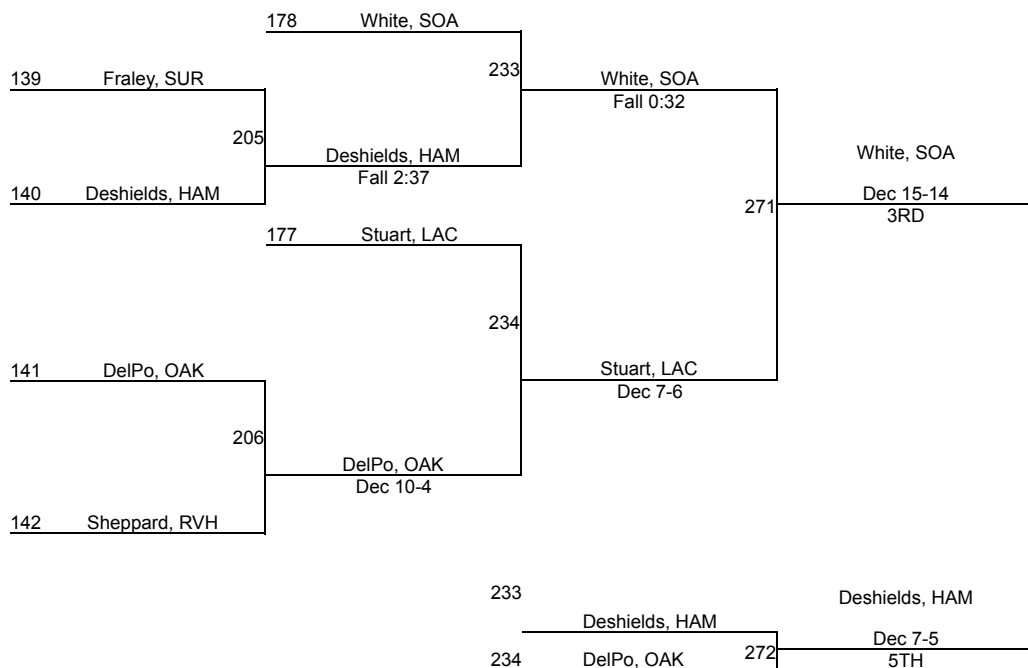 178 White, SOA
139 Fraley, SUR
233
White, SOA
Fall 0:32
205
Deshields, HAM
Fall 2:37
White, SOA
140 Deshields, HAM
271
Dec 15-14
3RD
177 Stuart, LAC
234
141 DelPo, OAK
Stuart, LAC
Dec 7-6
206
DelPo, OAK
Dec 10-4
142 Sheppard, RVH
233
Deshields, HAM
Deshields, HAM
Dec 7-5
234 DelPo, OAK
272
5TH